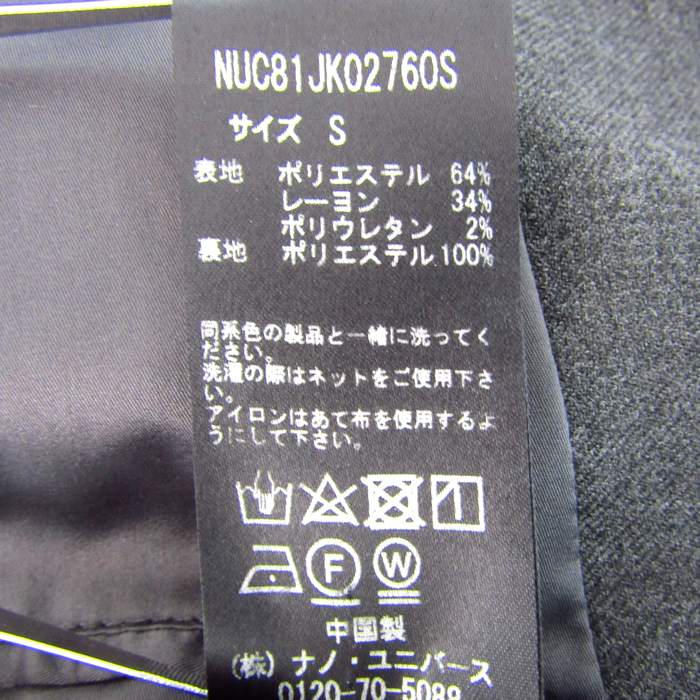 NUC81JK02760S
サイズ S
表地 ポリエステル 64%
レーヨン 34%
ポリウレタン 2%
裏地 ポリエステル 100%
同系色の製品と一緒に洗ってく
ださい。
洗濯の際はネットをご使用下さ
い。
アイロンはあて布を使用するよ
うにして下さい。
F W
中国製
(株) ナノ・ユニバース
0120-70-5088